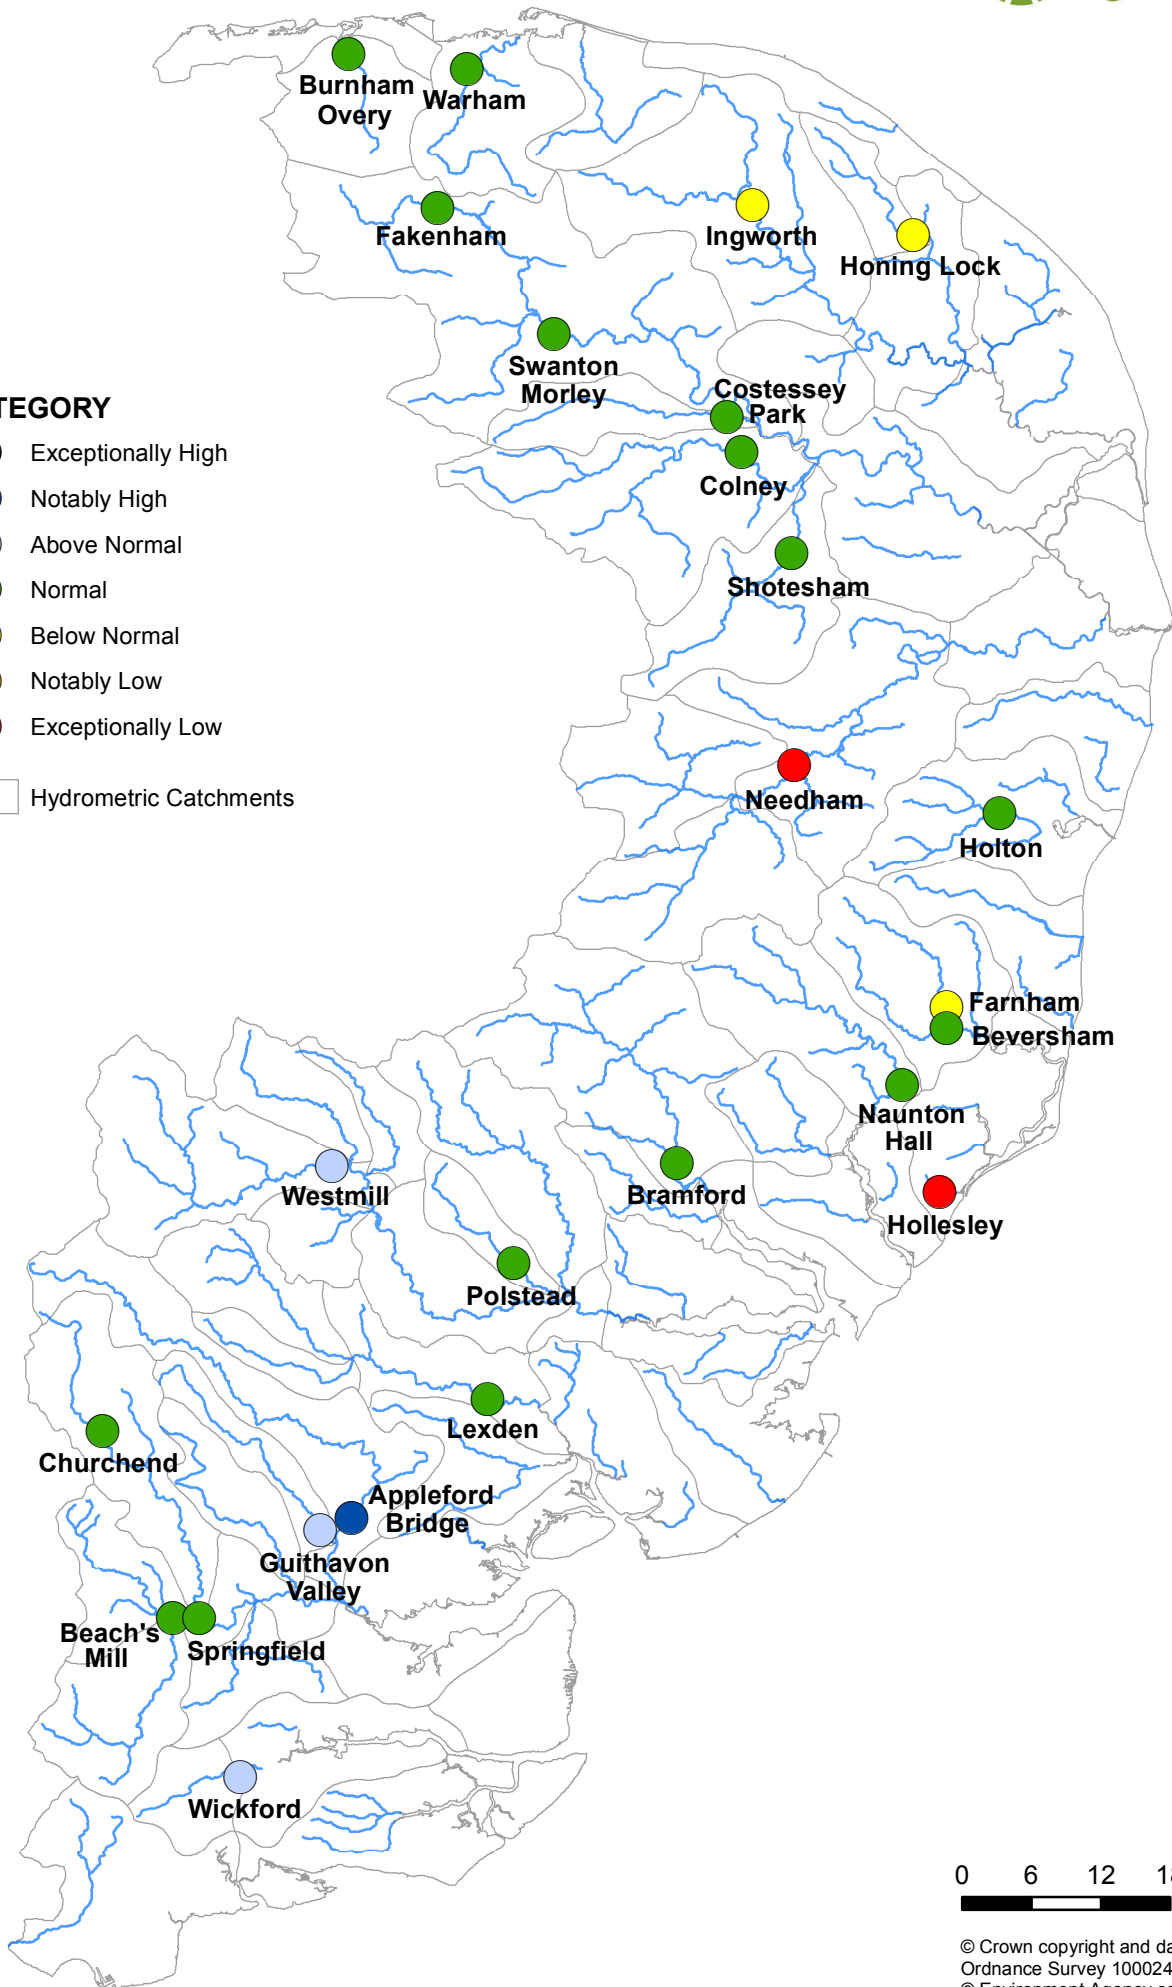 Burnham
Overy
Warham
Fakenham
Ingworth
Honing Lock
Swanton
Morley
Costessey
Park
Colney
Shotesham
TEGORY
Exceptionally High
Notably High
Above Normal
Normal
Below Normal
Notably Low
Exceptionally Low
Hydrometric Catchments
Needham
Holton
Farnham
Beversham
Naunton
Hall
Westmill
Bramford
Hollesley
Polstead
Lexden
Churchend
Appleford
Bridge
Guithavon
Valley
Beach's
Mill
Springfield
Wickford
0 6 12
© Crown copyright and da
Ordnance Survey 100024